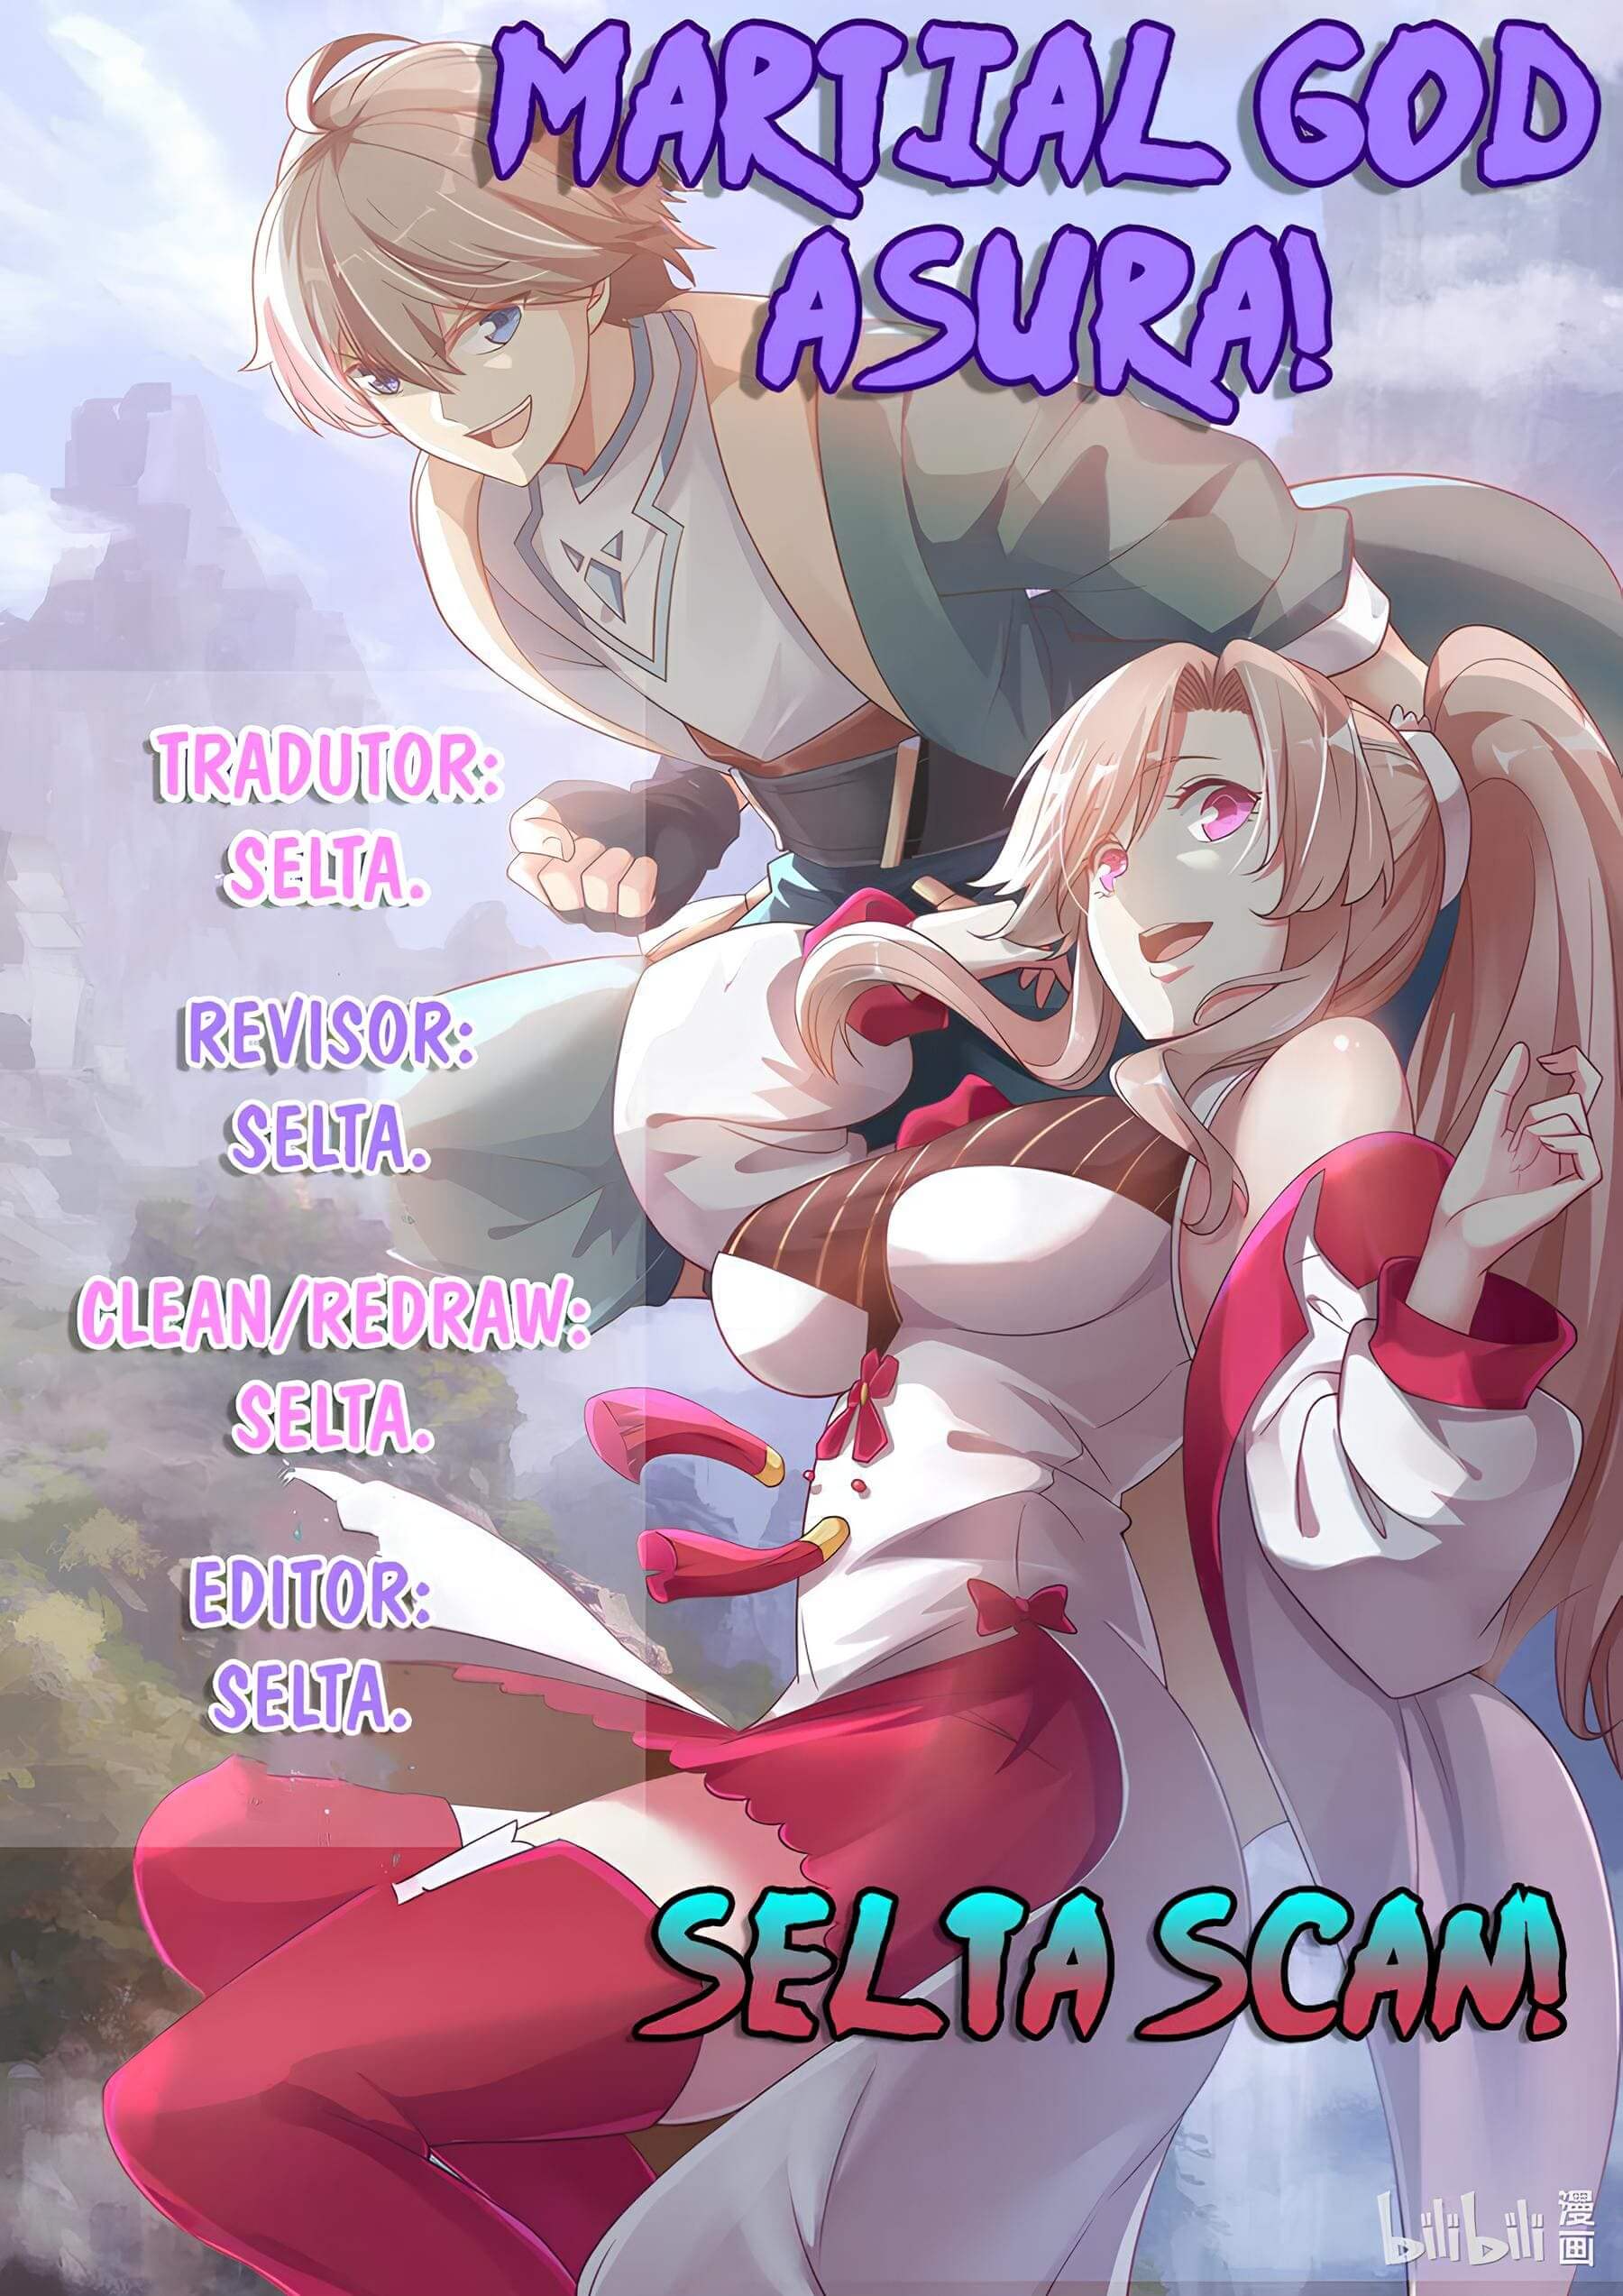 MARTIAL GOD
ASURA!
TRADUTOR:
SELTA.
REVISOR:
SELTA.
CLEAN/REDRAW:
SELTA.
EDITOR:
SELTA.
SELTA SCAN!
bilibili 漫画